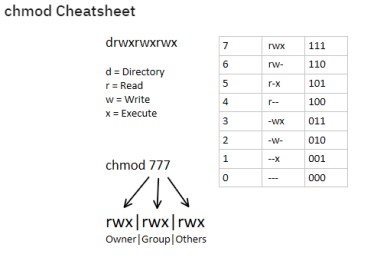 chmod Cheatsheet
drwxrwxrwx
d = Directory
r = Read
w = Write
x = Execute
7 rwx 111
6 rw- 110
5 r-x 101
4 r-- 100
3 -wx 011
2 -w- 010
1 --x 001
0 --- 000
chmod 777
rwx|rwx|rwx
Owner|Group|Others